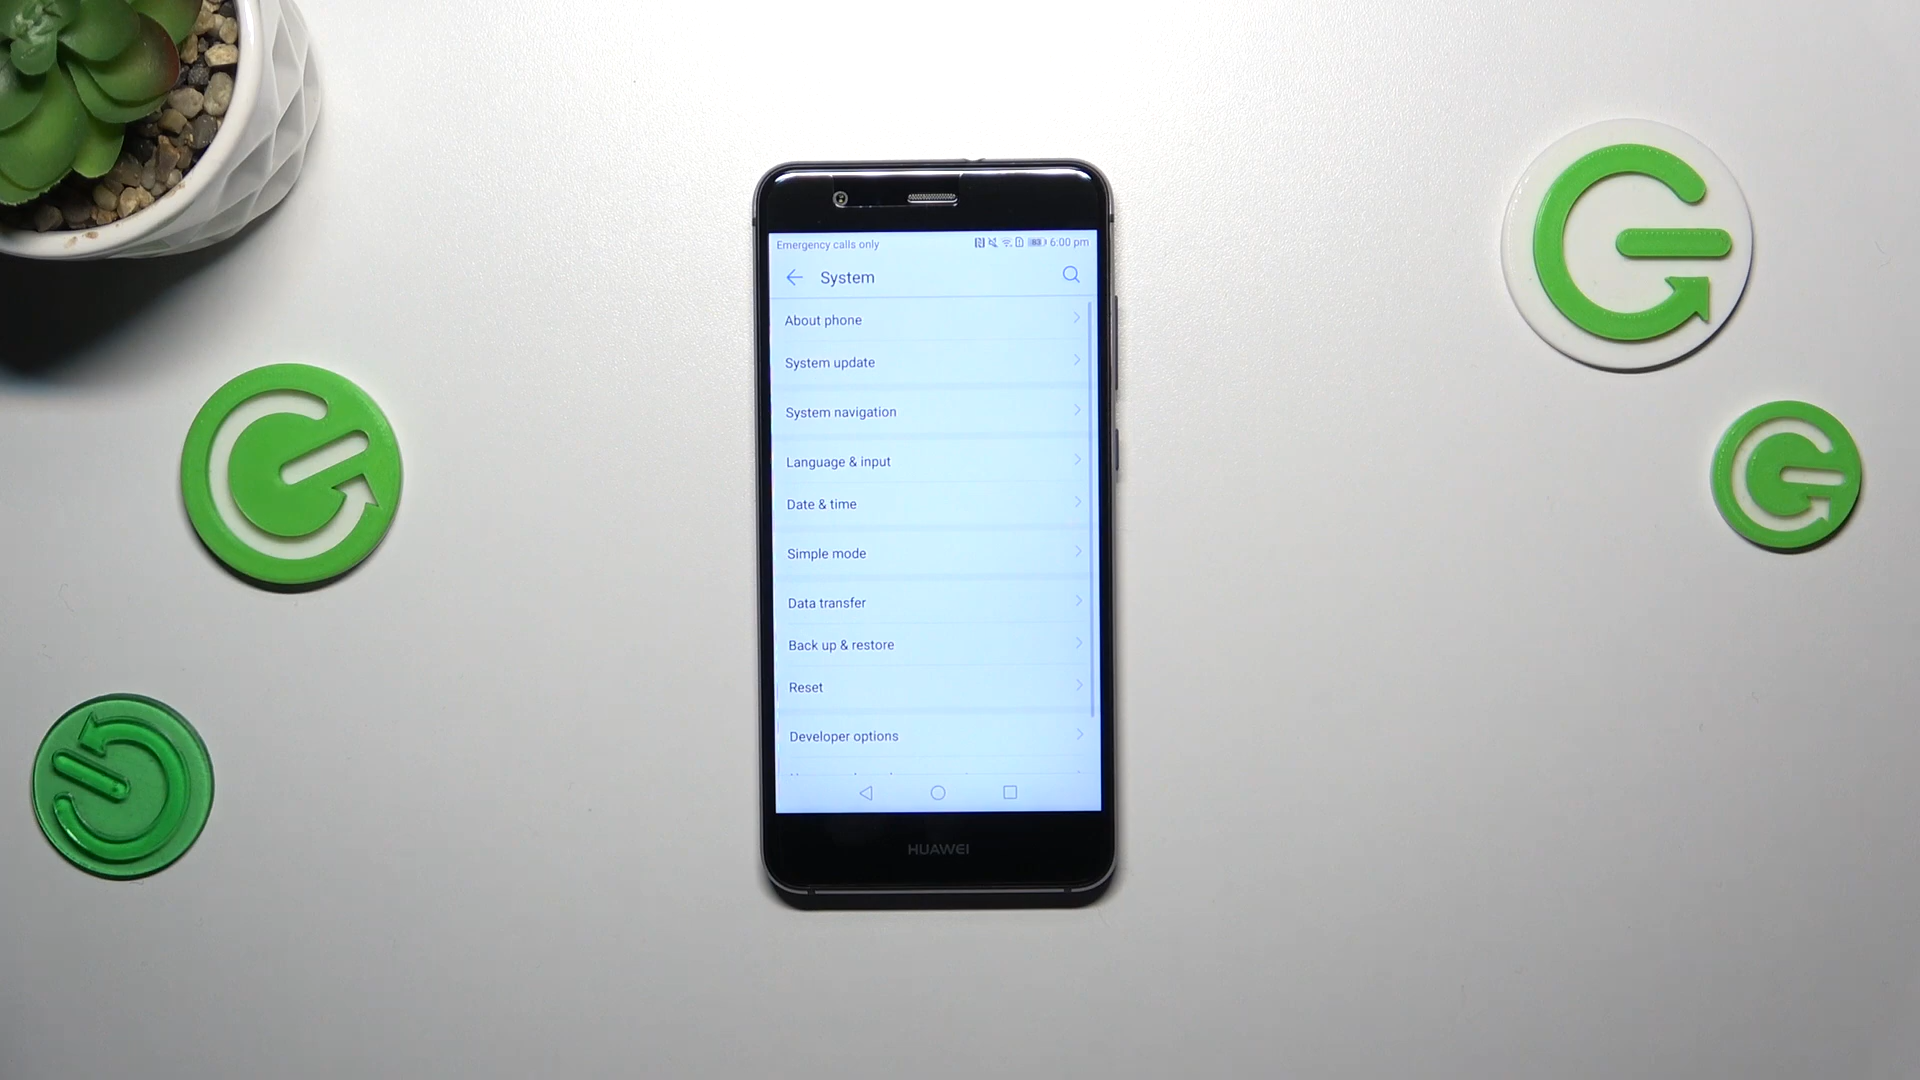 Emergency calls only 83 6:00 pm
System
About phone
System update
System navigation
Language & input
Date & time
Simple mode
Data transfer
Back up & restore
Reset
Developer options
HUAWEI